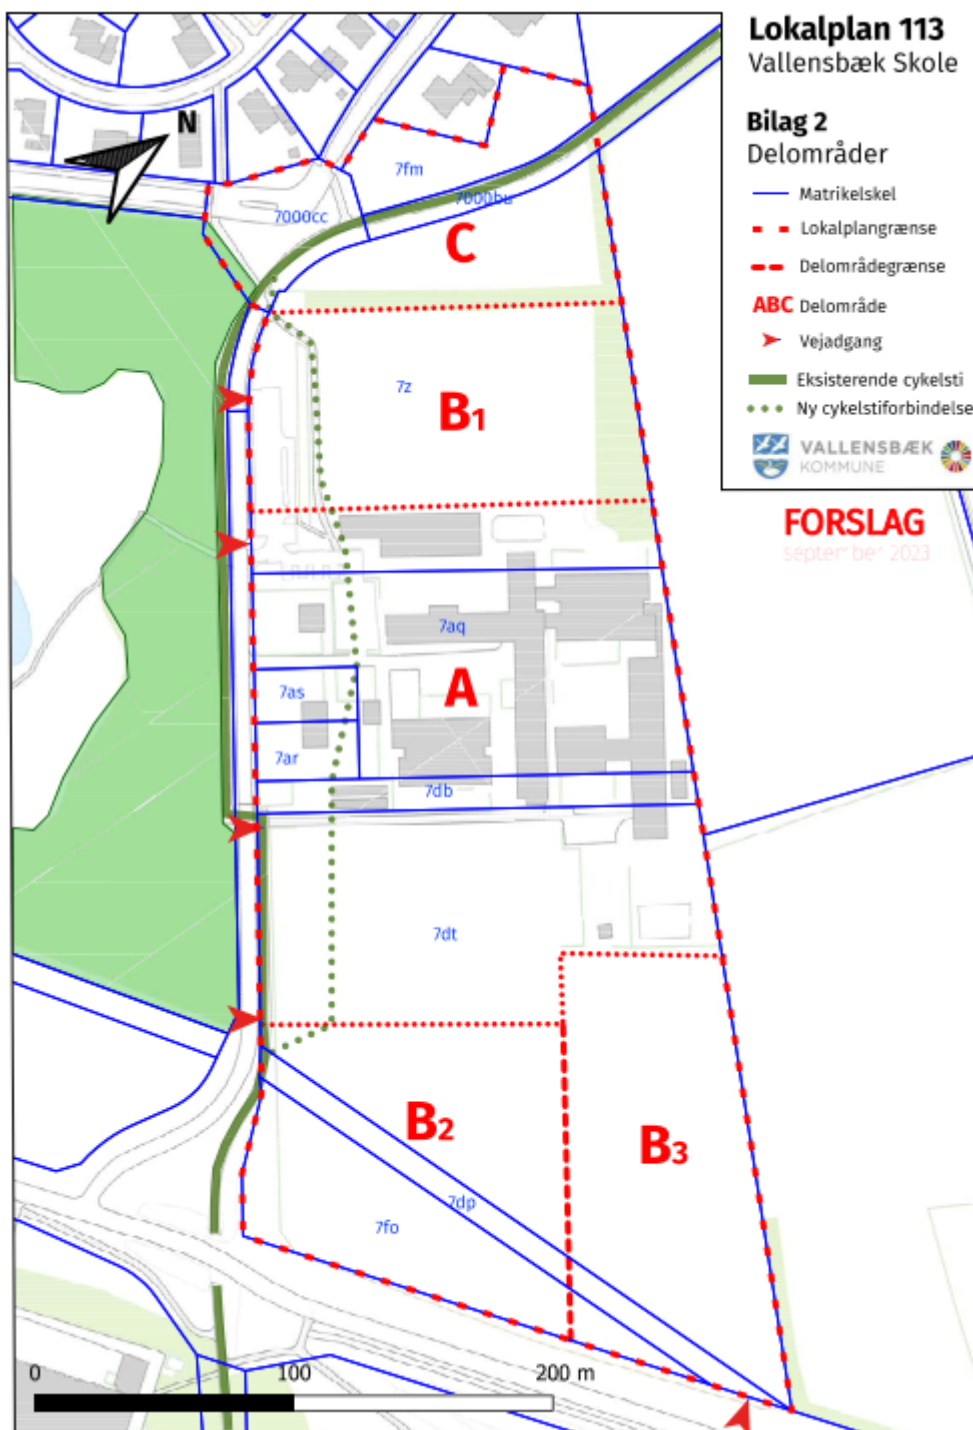 Lokalplan 113
Vallensbæk Skole
Bilag 2
Delområder
Matrikelskel
Lokalplangrænse
Delområdegrænse
ABC Delområde
Vejadgang
Eksisterende cykelsti
Ny cykelstiforbindelse
VALLENSBÆK
KOMMUNE
FORSLAG
september 2023
N
7fm
7000bu
7000cc
C
7z
B1
7aq
7as
A
7ar
7db
7dt
B2
B3
7dp
7fo
0 100 200 m